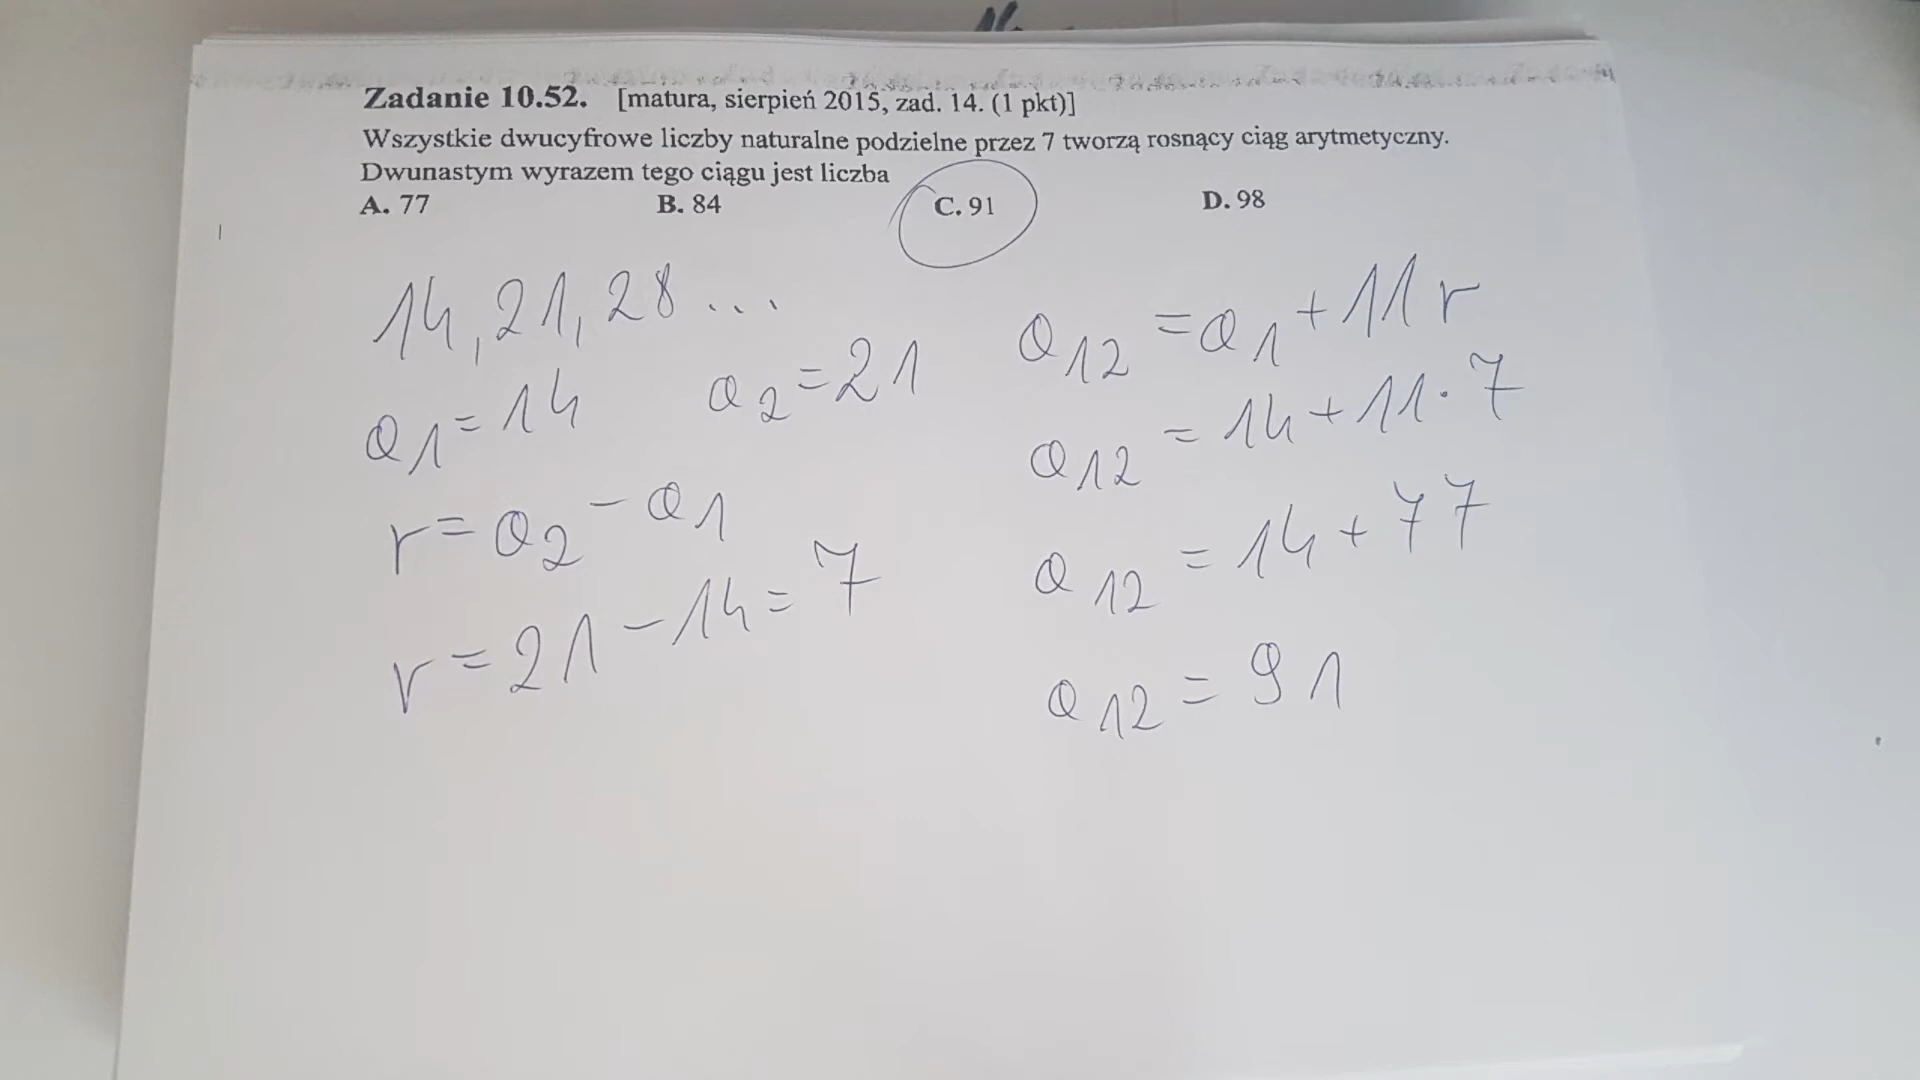 Zadanie 10.52. [matura, sierpień 2015, zad. 14. (1 pkt)]
Wszystkie dwucyfrowe liczby naturalne podzielne przez 7 tworzą rosnący ciąg arytmetyczny.
Dwunastym wyrazem tego ciągu jest liczba
A. 77 B. 84 C. 91 D. 98
14, 21, 28 ...
a₁ = 14 a₂ = 21
r = a₂ - a₁
r = 21 - 14 = 7
a₁₂ = a₁ + 11r
a₁₂ = 14 + 11 · 7
a₁₂ = 14 + 77
a₁₂ = 91